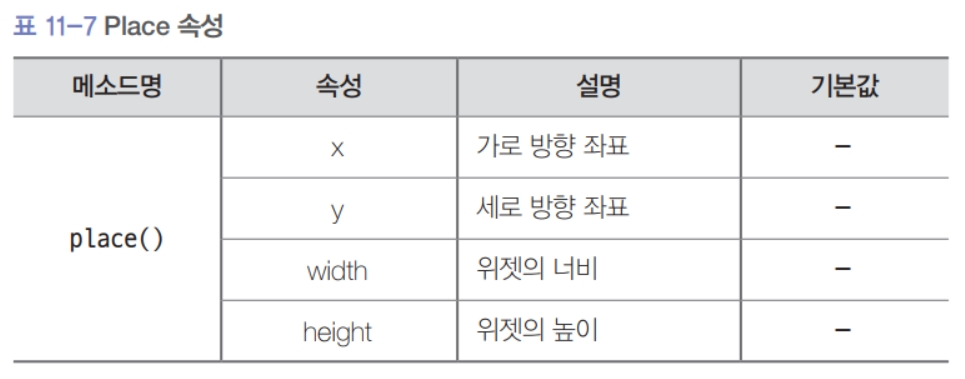 표 11-7 Place 속성
메소드명 속성 설명 기본값
place()
x 가로 방향 좌표 -
y 세로 방향 좌표 -
width 위젯의 너비 -
height 위젯의 높이 -